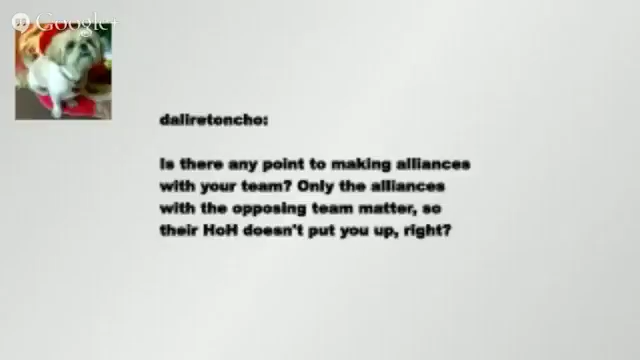 Google+
daliretoncho:
Is there any point to making alliances
with your team? Only the alliances
with the opposing team matter, so
their HoH doesn't put you up, right?